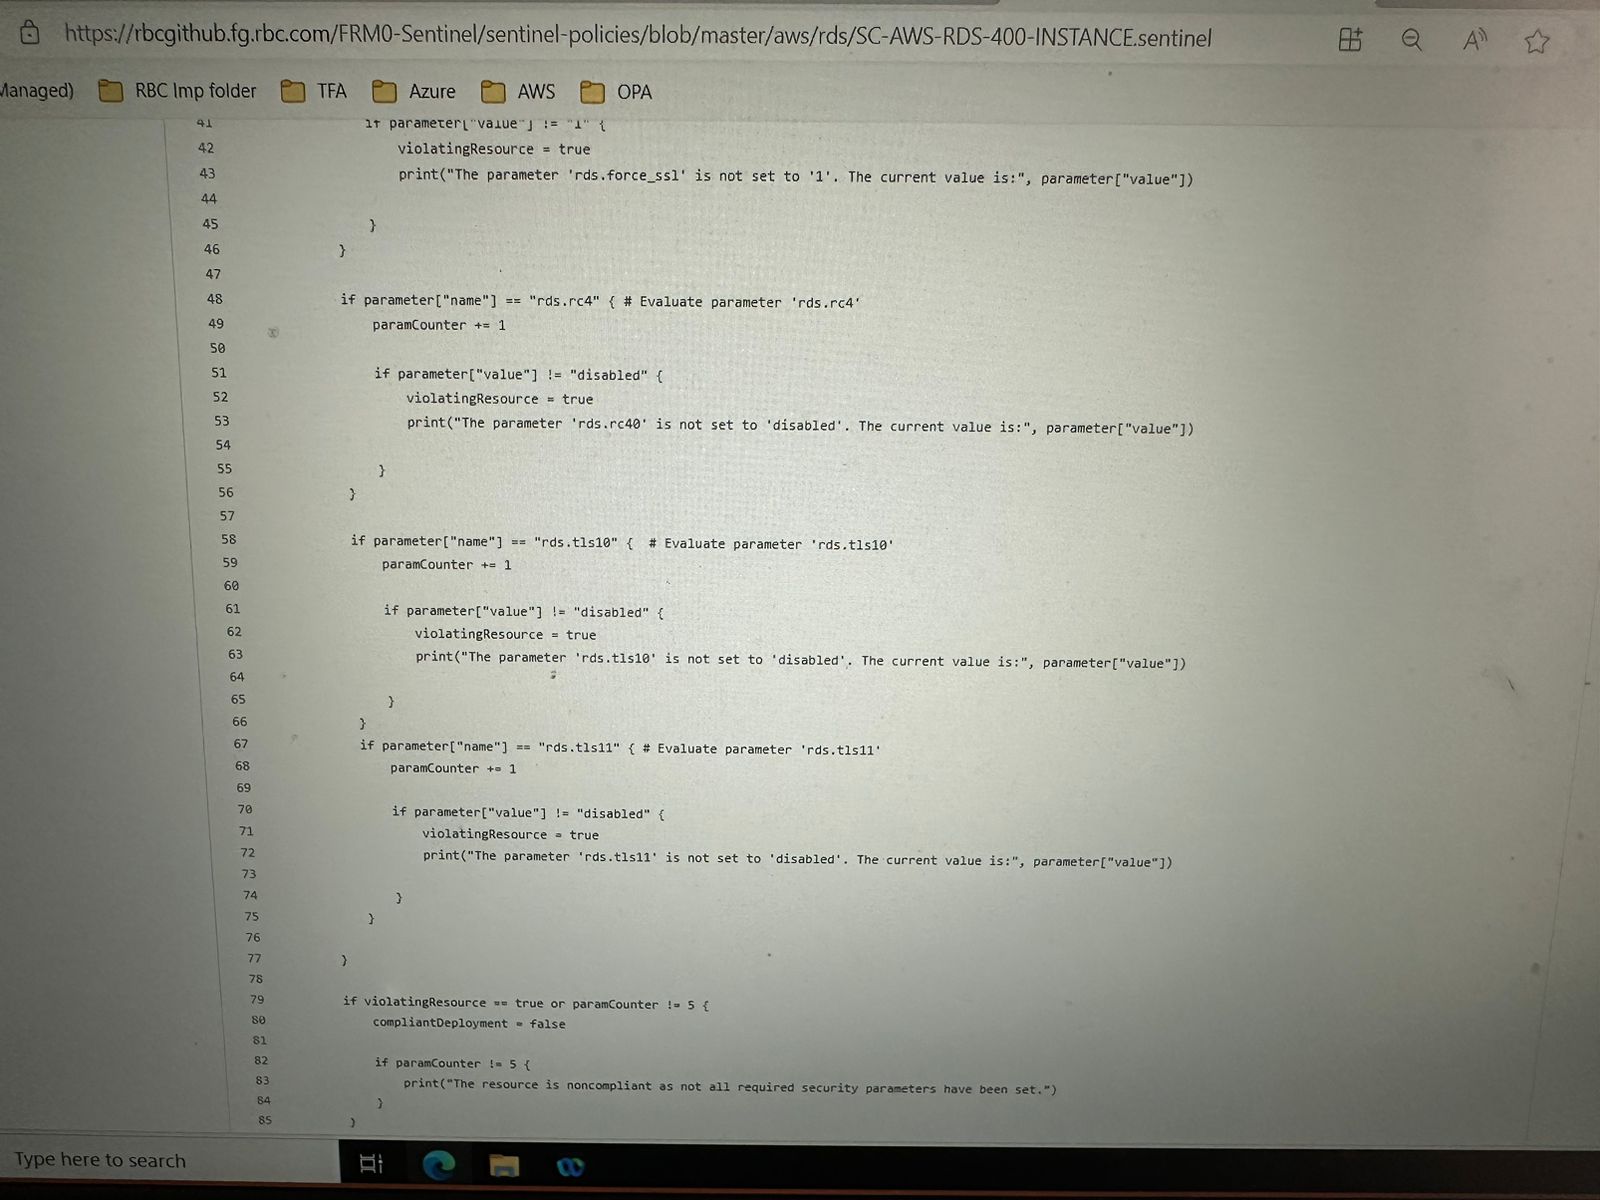 https://rbcgithub.fg.rbc.com/FRM0-Sentinel/sentinel-policies/blob/master/aws/rds/SC-AWS-RDS-400-INSTANCE.sentinel
Managed) RBC Imp folder TFA Azure AWS OPA
41 if parameter["value"] != "1" {
42 violatingResource = true
43 print("The parameter 'rds.force_ssl' is not set to '1'. The current value is:", parameter["value"])
44
45 }
46 }
47
48 if parameter["name"] == "rds.rc4" { # Evaluate parameter 'rds.rc4'
49 paramCounter += 1
50
51 if parameter["value"] != "disabled" {
52 violatingResource = true
53 print("The parameter 'rds.rc40' is not set to 'disabled'. The current value is:", parameter["value"])
54
55 }
56 }
57
58 if parameter["name"] == "rds.tls10" { # Evaluate parameter 'rds.tls10'
59 paramCounter += 1
60
61 if parameter["value"] != "disabled" {
62 violatingResource = true
63 print("The parameter 'rds.tls10' is not set to 'disabled'. The current value is:", parameter["value"])
64
65 }
66 }
67 if parameter["name"] == "rds.tls11" { # Evaluate parameter 'rds.tls11'
68 paramCounter += 1
69
70 if parameter["value"] != "disabled" {
71 violatingResource = true
72 print("The parameter 'rds.tls11' is not set to 'disabled'. The current value is:", parameter["value"])
73
74 }
75 }
76
77 }
78
79 if violatingResource == true or paramCounter != 5 {
80 compliantDeployment = false
81
82 if paramCounter != 5 {
83 print("The resource is noncompliant as not all required security parameters have been set.")
84 }
85 }
Type here to search